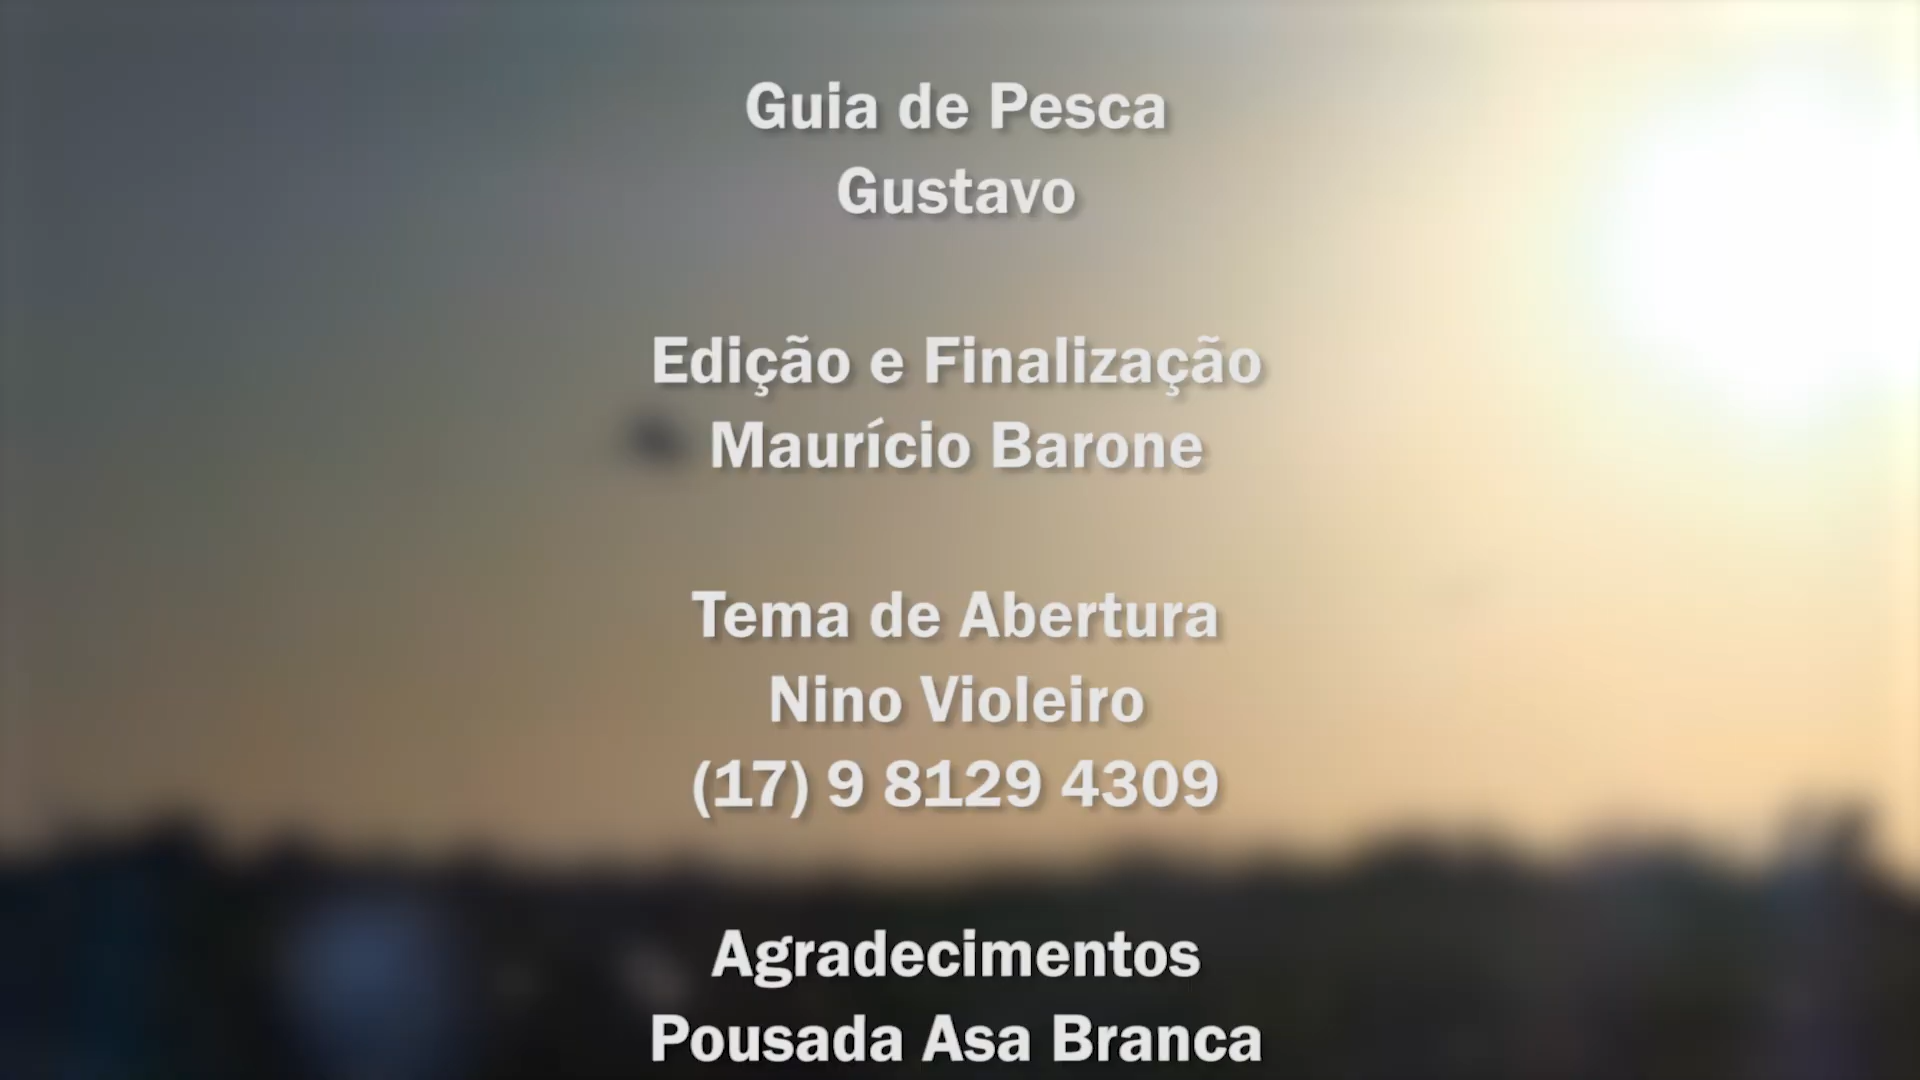 Guia de Pesca
Gustavo
Edição e Finalização
Maurício Barone
Tema de Abertura
Nino Violeiro
(17) 9 8129 4309
Agradecimentos
Pousada Asa Branca